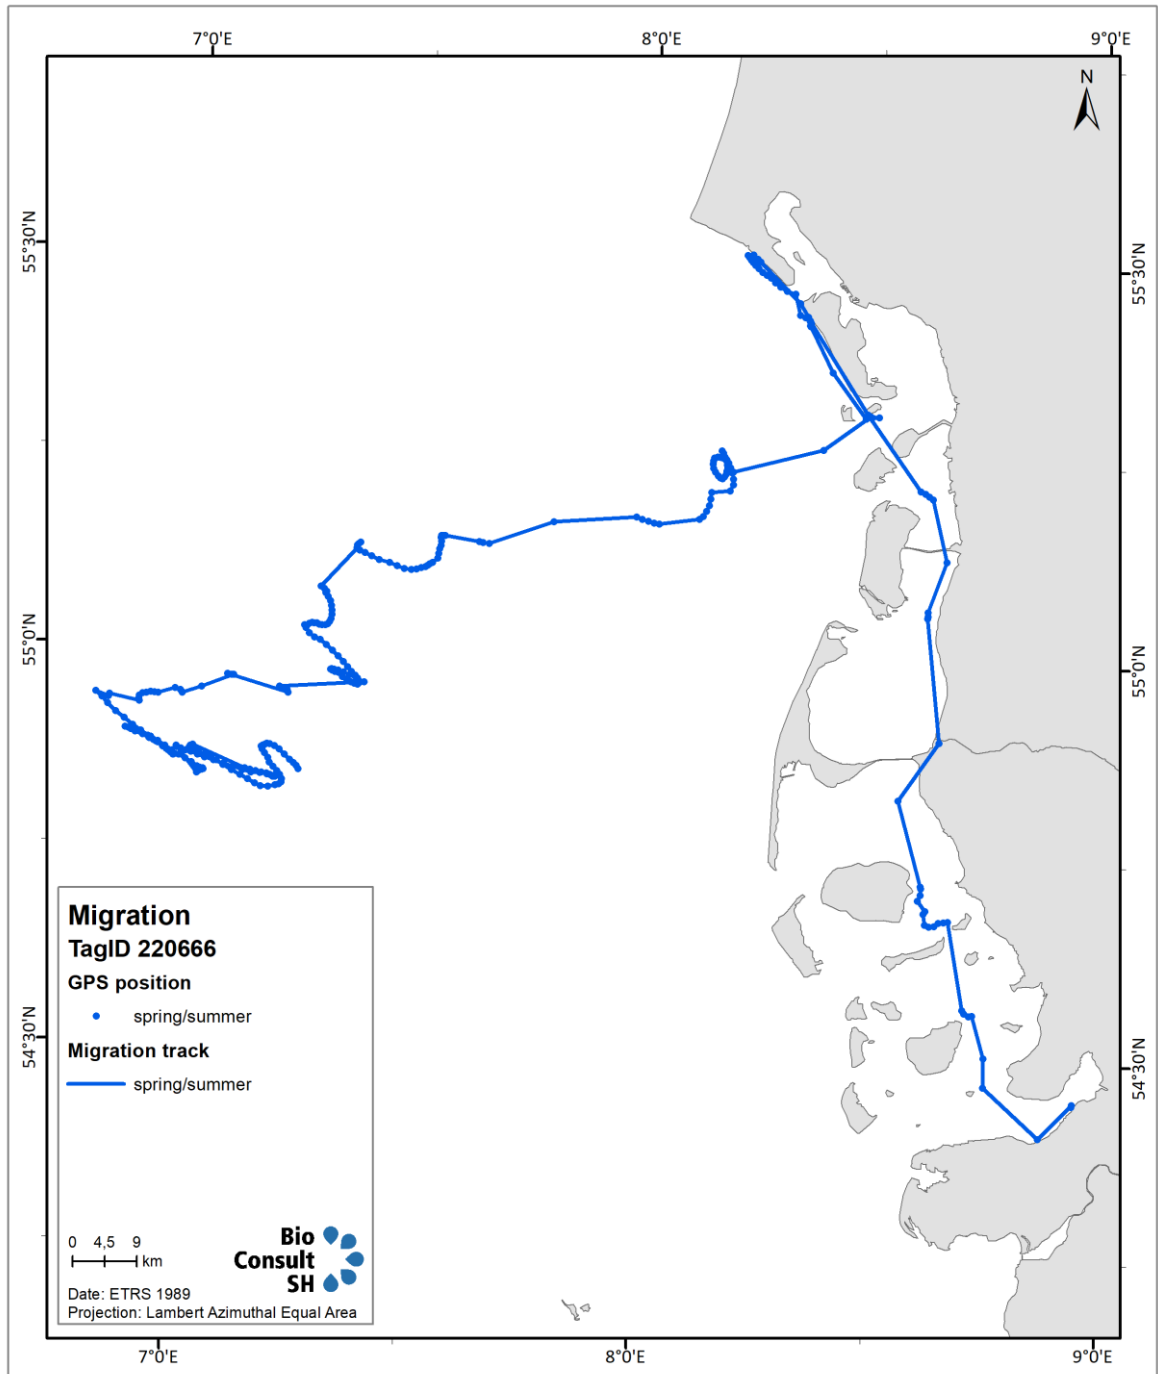 7°0'E 8°0'E 9°0'E
N
55°30'N
55°30'N
55°0'N
55°0'N
54°30'N
54°30'N
Migration
TagID 220666
GPS position
spring/summer
Migration track
spring/summer
0 4,5 9
km
Bio
Consult
SH
Date: ETRS 1989
Projection: Lambert Azimuthal Equal Area
7°0'E 8°0'E 9°0'E